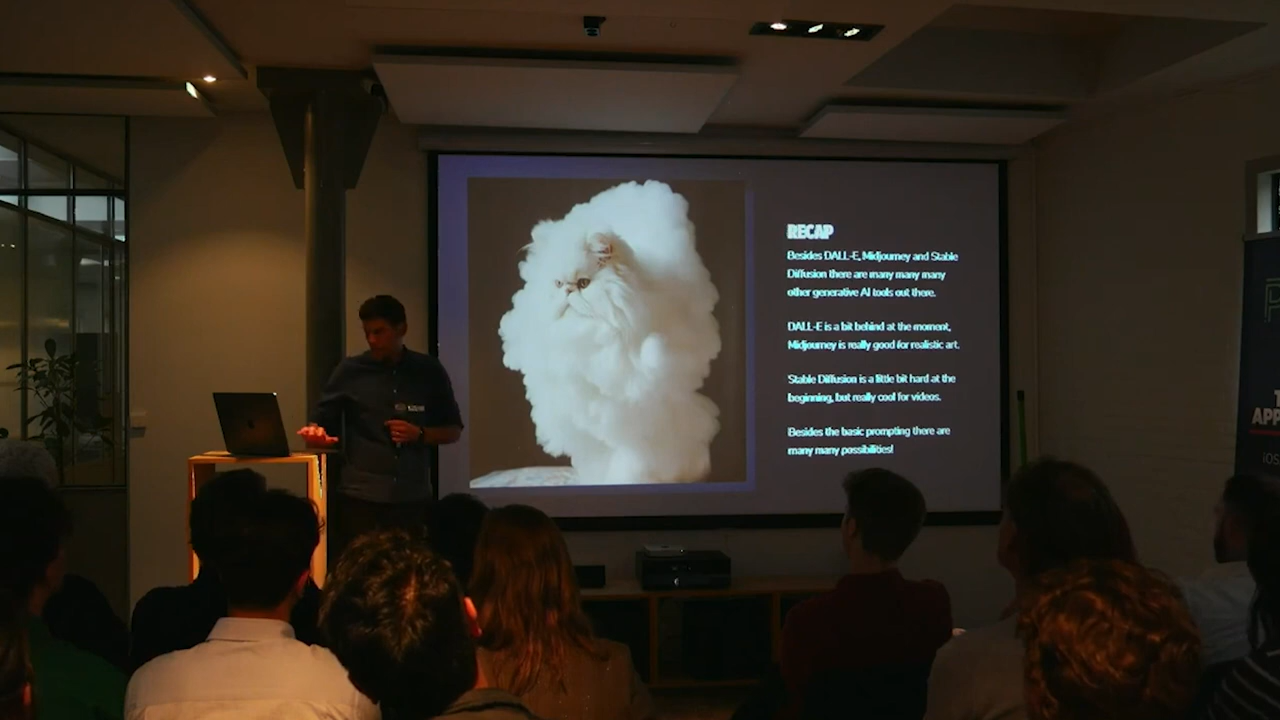 RECAP
Besides DALL-E, Midjourney and Stable
Diffusion there are many many many
other generative AI tools out there.
DALL-E is a bit behind at the moment,
Midjourney is really good for realistic art.
Stable Diffusion is a little bit hard at the
beginning, but really cool for videos.
Besides the basic prompting there are
many many possibilities!
APP
iOS